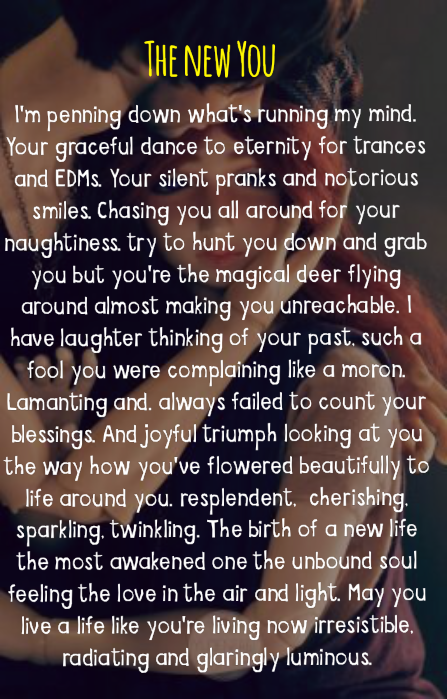 The new You
I'm penning down what's running my mind.
Your graceful dance to eternity for trances
and EDMs. Your silent pranks and notorious
smiles. Chasing you all around for your
naughtiness. try to hunt you down and grab
you but you're the magical deer flying
around almost making you unreachable. I
have laughter thinking of your past, such a
fool you were complaining like a moron.
Lamanting and. always failed to count your
blessings. And joyful triumph looking at you
the way how you've flowered beautifully to
life around you. resplendent, cherishing,
sparkling, twinkling. The birth of a new life
the most awakened one the unbound soul
feeling the love in the air and light. May you
live a life like you're living now irresistible,
radiating and glaringly luminous.